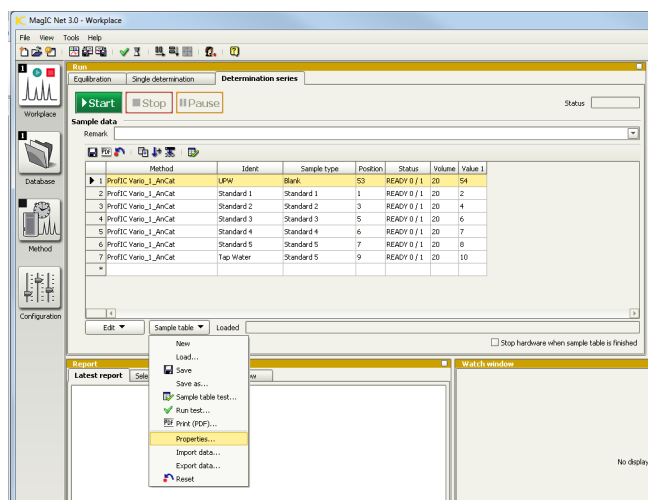 MagIC Net 3.0 - Workplace
File View Tools Help
Run
Equilibration Single determination Determination series
Start Stop Pause Status
Sample data
Remark
Method Ident Sample type Position Status Volume Value 1
1 ProfIC Vario_1_AnCat UPW Blank 53 READY 0 / 1 20 54
2 ProfIC Vario_1_AnCat Standard 1 Standard 1 1 READY 0 / 1 20 2
3 ProfIC Vario_1_AnCat Standard 2 Standard 2 3 READY 0 / 1 20 4
4 ProfIC Vario_1_AnCat Standard 3 Standard 3 5 READY 0 / 1 20 6
5 ProfIC Vario_1_AnCat Standard 4 Standard 4 6 READY 0 / 1 20 7
6 ProfIC Vario_1_AnCat Standard 5 Standard 5 7 READY 0 / 1 20 8
7 ProfIC Vario_1_AnCat Tap Water Standard 5 9 READY 0 / 1 20 10
*
Edit Sample table Loaded
Stop hardware when sample table is finished
1
Workplace
1
Database
Method
Configuration
New
Load...
Save
Save as...
Sample table test...
Run test...
PDF Print (PDF)...
Properties...
Import data...
Export data...
Reset
Report
Latest report
Watch window
No display